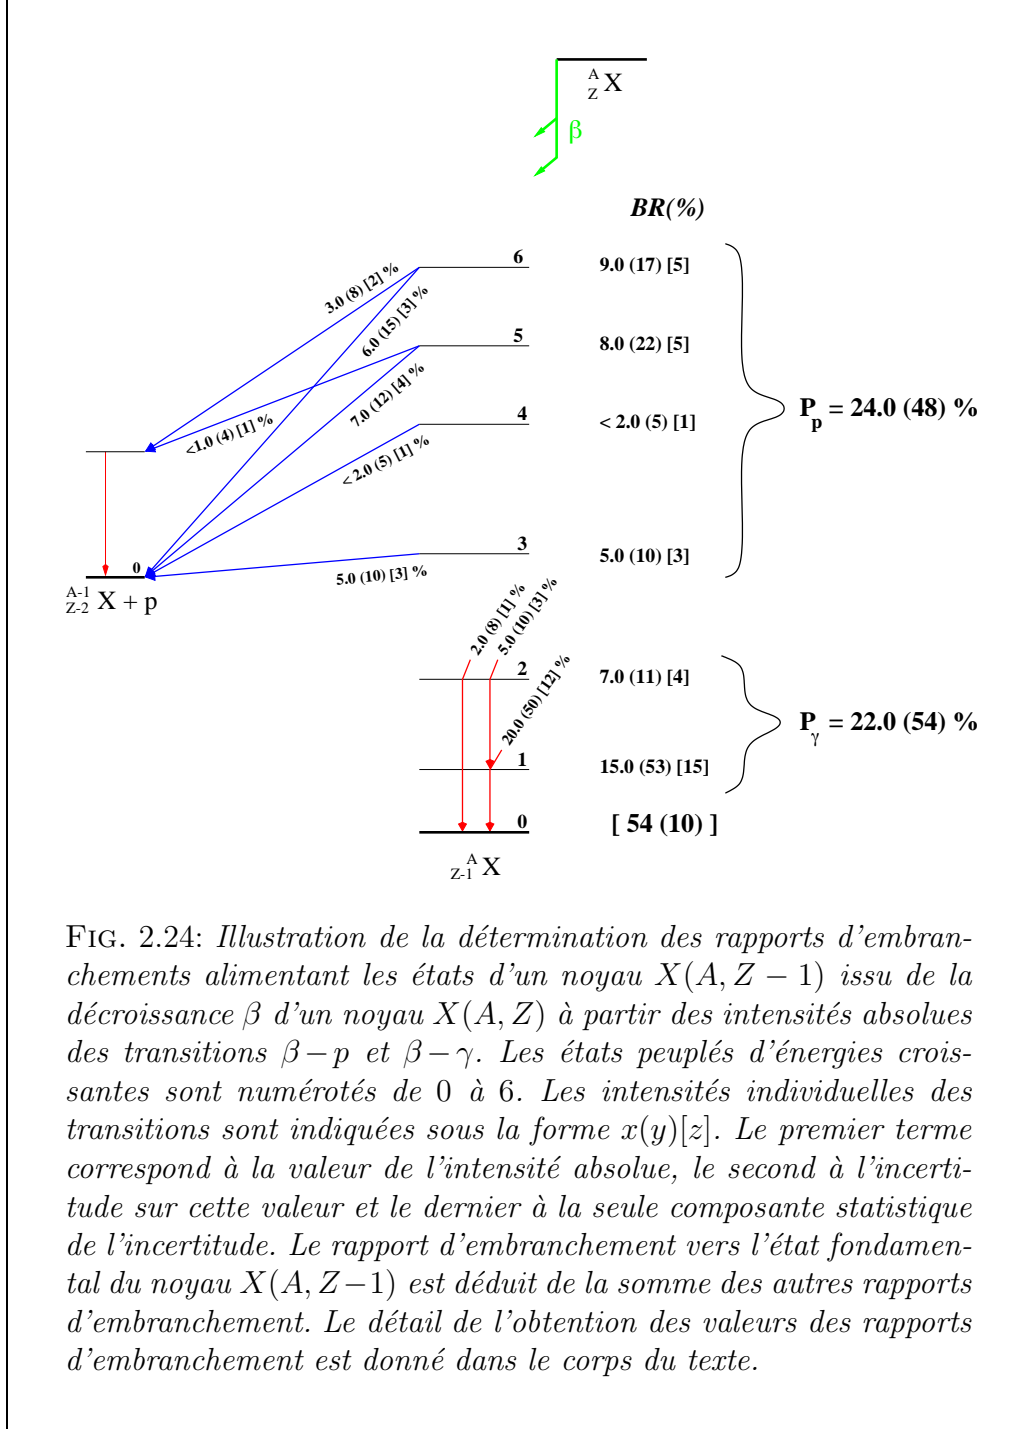 A
Z X
β
BR(%)
6
9.0 (17) [5]
3.0 (8) [2] %
6.0 (15) [3] %
5
8.0 (22) [5]
<1.0 (4) [1] %
7.0 (12) [4] %
4
< 2.0 (5) [1]
< 2.0 (5) [1] %
P_p = 24.0 (48) %
3
5.0 (10) [3]
5.0 (10) [3] %
0
A-1
Z-2 X + p
2.0 (8) [1] %
5.0 (10) [3] %
20.0 (50) [12] %
2
7.0 (11) [4]
P_γ = 22.0 (54) %
1
15.0 (53) [15]
0
[ 54 (10) ]
A
Z-1 X
FIG. 2.24: Illustration de la détermination des rapports d'embran-
chements alimentant les états d'un noyau X(A, Z − 1) issu de la
décroissance β d'un noyau X(A, Z) à partir des intensités absolues
des transitions β−p et β−γ. Les états peuplés d'énergies crois-
santes sont numérotés de 0 à 6. Les intensités individuelles des
transitions sont indiquées sous la forme x(y)[z]. Le premier terme
correspond à la valeur de l'intensité absolue, le second à l'incerti-
tude sur cette valeur et le dernier à la seule composante statistique
de l'incertitude. Le rapport d'embranchement vers l'état fondamen-
tal du noyau X(A, Z−1) est déduit de la somme des autres rapports
d'embranchement. Le détail de l'obtention des valeurs des rapports
d'embranchement est donné dans le corps du texte.